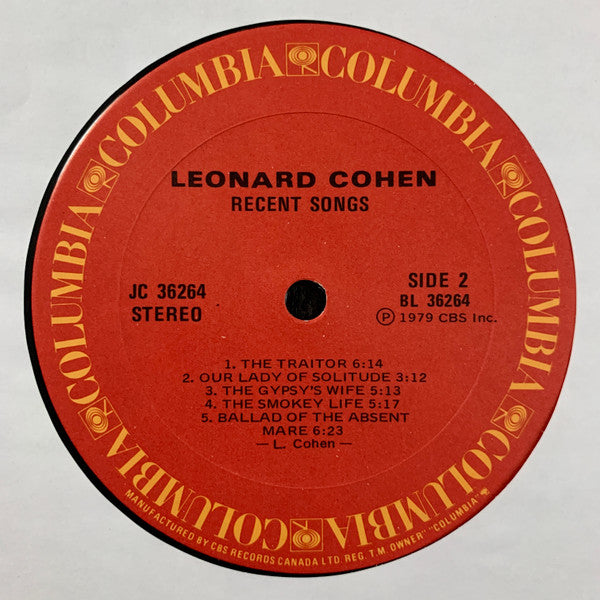 COLUMBIA COLUMBIA COLUMBIA COLUMBIA COLUMBIA COLUMBIA
LEONARD COHEN
RECENT SONGS
JC 36264
STEREO
SIDE 2
BL 36264
Ⓟ 1979 CBS Inc.
1. THE TRAITOR 6:14
2. OUR LADY OF SOLITUDE 3:12
3. THE GYPSY'S WIFE 5:13
4. THE SMOKEY LIFE 5:17
5. BALLAD OF THE ABSENT
MARE 6:23
—L. Cohen—
MANUFACTURED BY CBS RECORDS CANADA LTD. REG. T.M. OWNER "COLUMBIA"